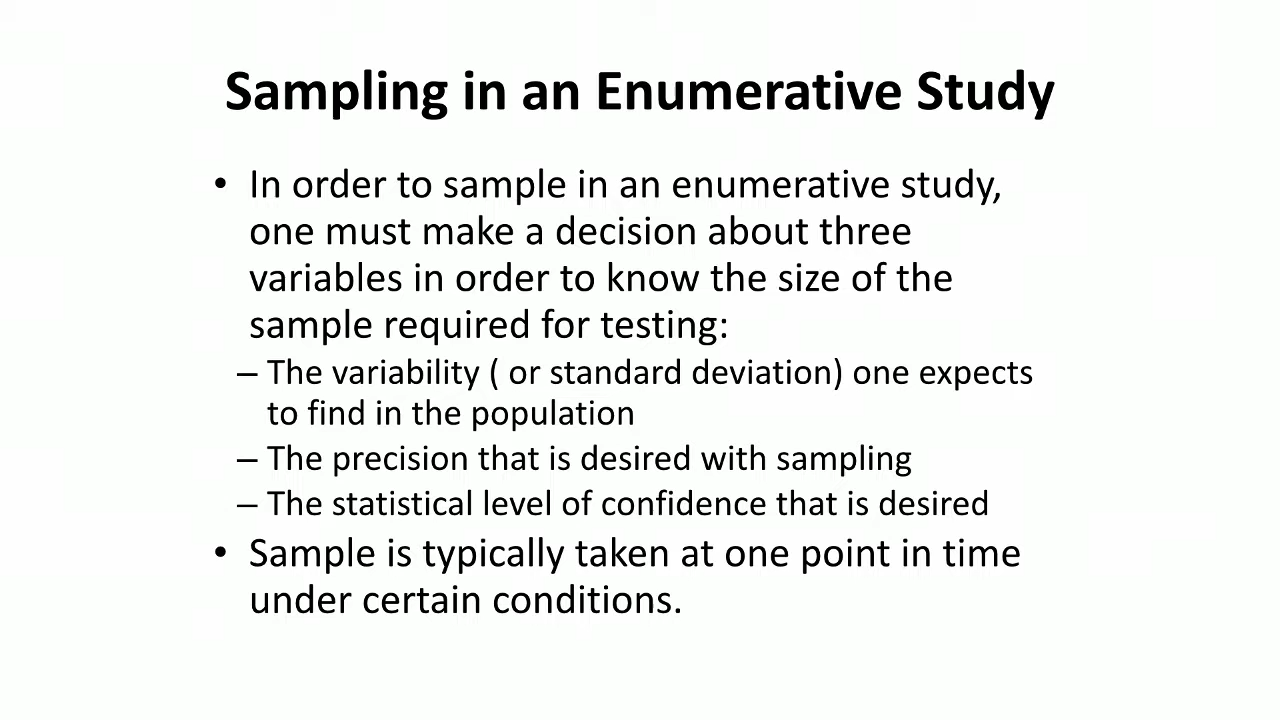 Sampling in an Enumerative Study
• In order to sample in an enumerative study,
one must make a decision about three
variables in order to know the size of the
sample required for testing:
– The variability ( or standard deviation) one expects
to find in the population
– The precision that is desired with sampling
– The statistical level of confidence that is desired
• Sample is typically taken at one point in time
under certain conditions.